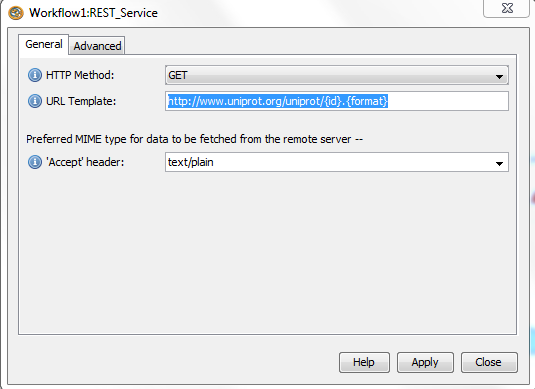 Workflow1:REST_Service
General Advanced
HTTP Method: GET
URL Template: http://www.uniprot.org/uniprot/{id}.{format}
Preferred MIME type for data to be fetched from the remote server --
'Accept' header: text/plain
Help Apply Close